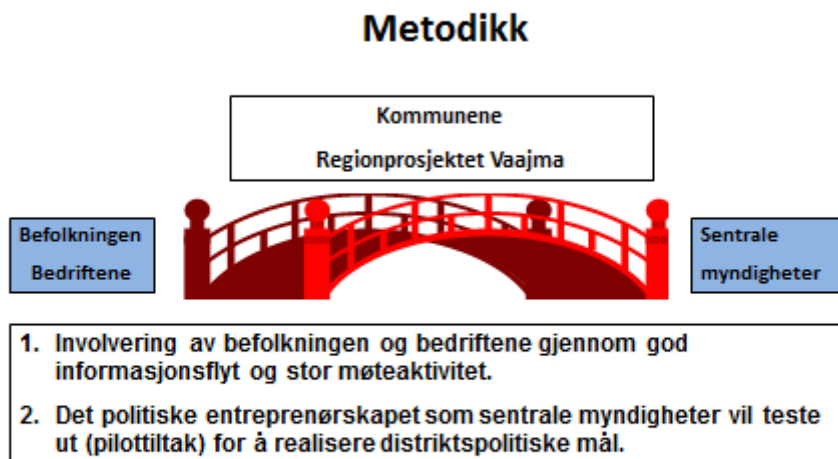 Metodikk
Kommunene
Regionprosjektet Vaajma
Befolkningen
Bedriftene
Sentrale
myndigheter
1. Involvering av befolkningen og bedriftene gjennom god
informasjonsflyt og stor møteaktivitet.
2. Det politiske entreprenørskapet som sentrale myndigheter vil teste
ut (pilottiltak) for å realisere distriktspolitiske mål.